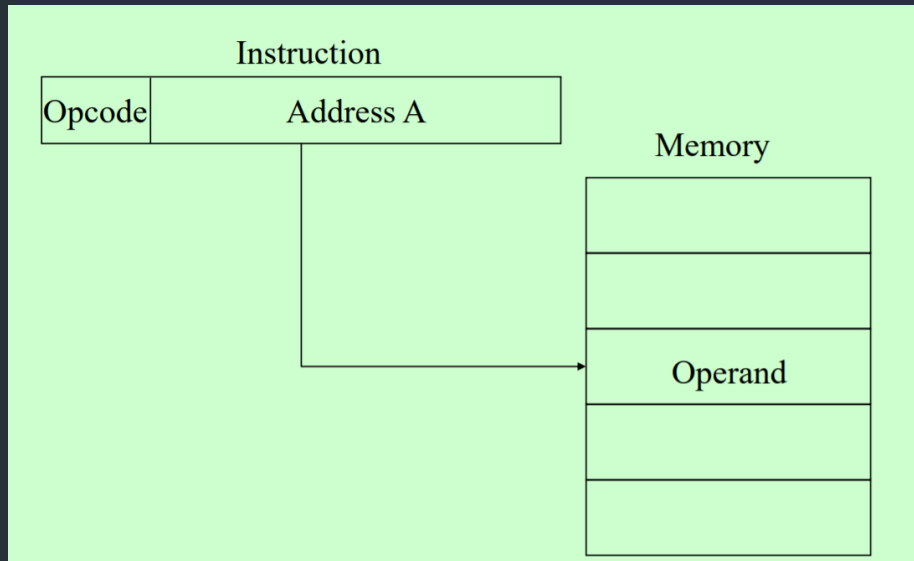 Instruction
Opcode
Address A
Memory
Operand